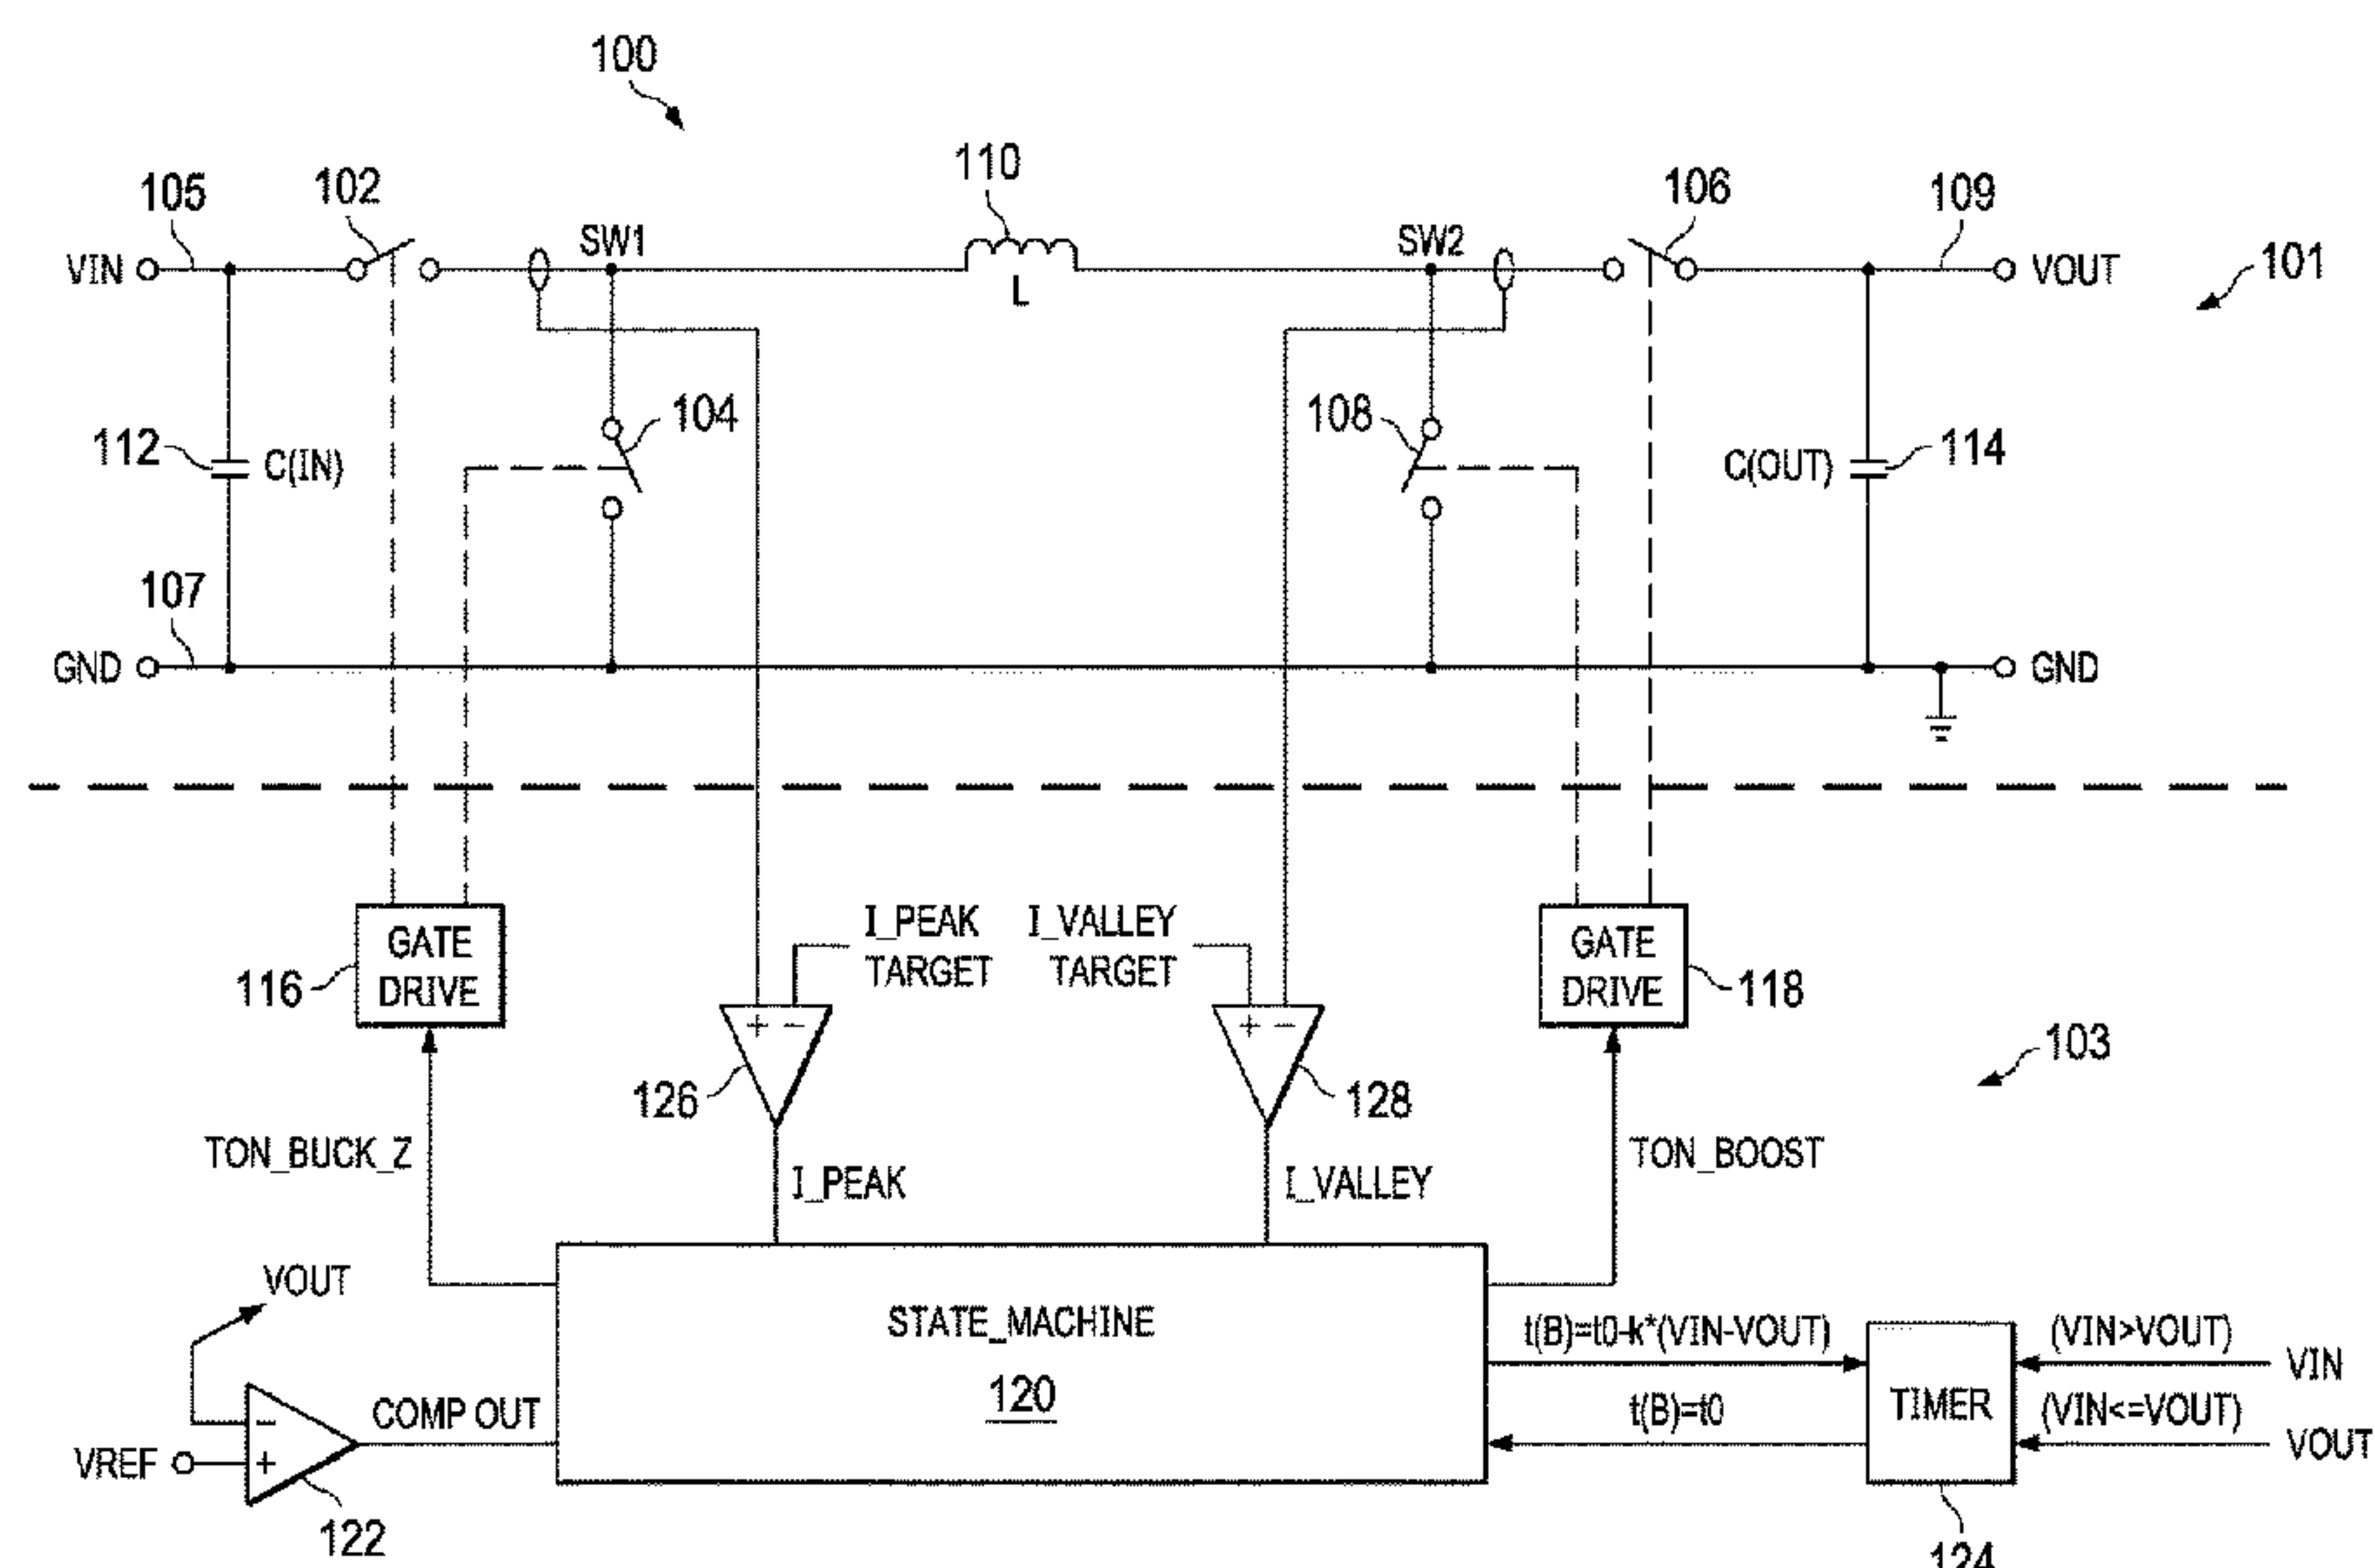 100
110
105
102
106
109
SW1
SW2
VIN
VOUT
101
L
104
108
112
C(IN)
C(OUT)
114
107
GND
GND
I_PEAK
TARGET
I_VALLEY
TARGET
GATE
DRIVE
116
GATE
DRIVE
118
+ −
+ −
103
126
128
TON_BUCK_Z
I_PEAK
I_VALLEY
TON_BOOST
VOUT
STATE_MACHINE
120
t(B)=t0-k*(VIN-VOUT)
(VIN>VOUT)
VIN
COMP OUT
t(B)=t0
TIMER
(VIN<=VOUT)
VOUT
−
VREF
+
122
124